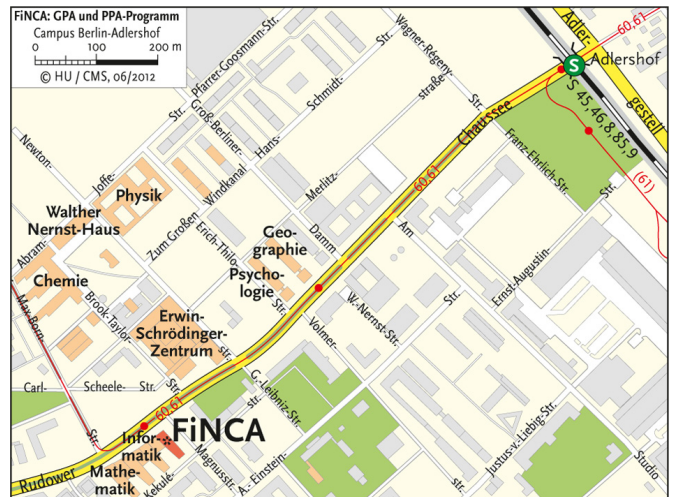 FiNCA: GPA und PPA-Programm
Campus Berlin-Adlershof
0 100 200 m
© HU / CMS, 06/2012
Pfarrer-Goosmann-Str.
Wagner-Régeny-
straße
Str.
Adler-
gestell
60,61
S
Adlershof
S 45,46,8,85,9
(61)
Schmidt-
Hans-
Str.
Groß-Berliner-
Windkanal
Zum Großen
Chaussee
Franz-Ehrlich-Str.
Str.
Newton-
Joffe-
Physik
Walther
Nernst-Haus
Abram-
Merlitz-
Damm
60,61
Am
Erich-Thilo-
Geo-
graphie
Psycho-
logie
Chemie
Brook-Taylor-
Max-Born-
Str.
Erwin-
Schrödinger-
Zentrum
str.
W.-Nernst-Str.
Volmer-
Str.
Ernst-Augustin-
Carl-
Scheele-
Str.
Str.
G.-Leibniz-Str.
str.
60,61
FiNCA
Infor-
matik
Mathe-
matik
Rudower
Kekulé-
Magnusstr.
A.- Einstein-
Str.
Justus-v.-Liebig-Str.
Studio